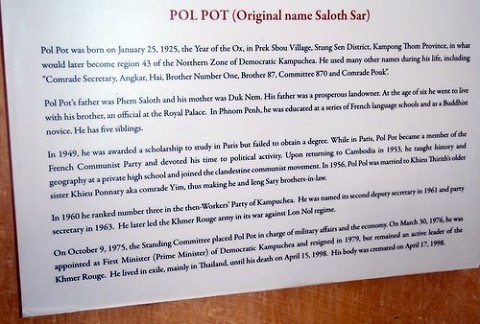 POL POT (Original name Saloth Sar)
Pol Pot was born on January 25, 1925, the Year of the Ox, in Prek Sbou Village, Stung Sen District, Kampong Thom Province, in what
would later become region 43 of the Northern Zone of Democratic Kampuchea. He used many other names during his life, including
"Comrade Secretary, Angkar, Hai, Brother Number One, Brother 87, Committee 870 and Comrade Pouk".
Pol Pot's father was Phem Saloth and his mother was Duk Nem. His father was a prosperous landowner. At the age of six he went to live
with his brother, an official at the Royal Palace. In Phnom Penh, he was educated at a series of French language schools and as a Buddhist
novice. He has five siblings.
In 1949, he was awarded a scholarship to study in Paris but failed to obtain a degree. While in Paris, Pol Pot became a member of the
French Communist Party and devoted his time to political activity. Upon returning to Cambodia in 1953, he taught history and
geography at a private high school and joined the clandestine communist movement. In 1956, Pol Pot was married to Khieu Thirith's older
sister Khieu Ponnary aka comrade Yim, thus making he and Ieng Sary brothers-in-law.
In 1960 he ranked number three in the then-Workers' Party of Kampuchea. He was named its second deputy secretary in 1961 and party
secretary in 1963. He later led the Khmer Rouge army in its war against Lon Nol regime.
On October 9, 1975, the Standing Committee placed Pol Pot in charge of military affairs and the economy. On March 30, 1976, he was
appointed as First Minister (Prime Minister) of Democratic Kampuchea and resigned in 1979, but remained an active leader of the
Khmer Rouge. He lived in exile, mainly in Thailand, until his death on April 15, 1998. His body was cremated on April 17, 1998.